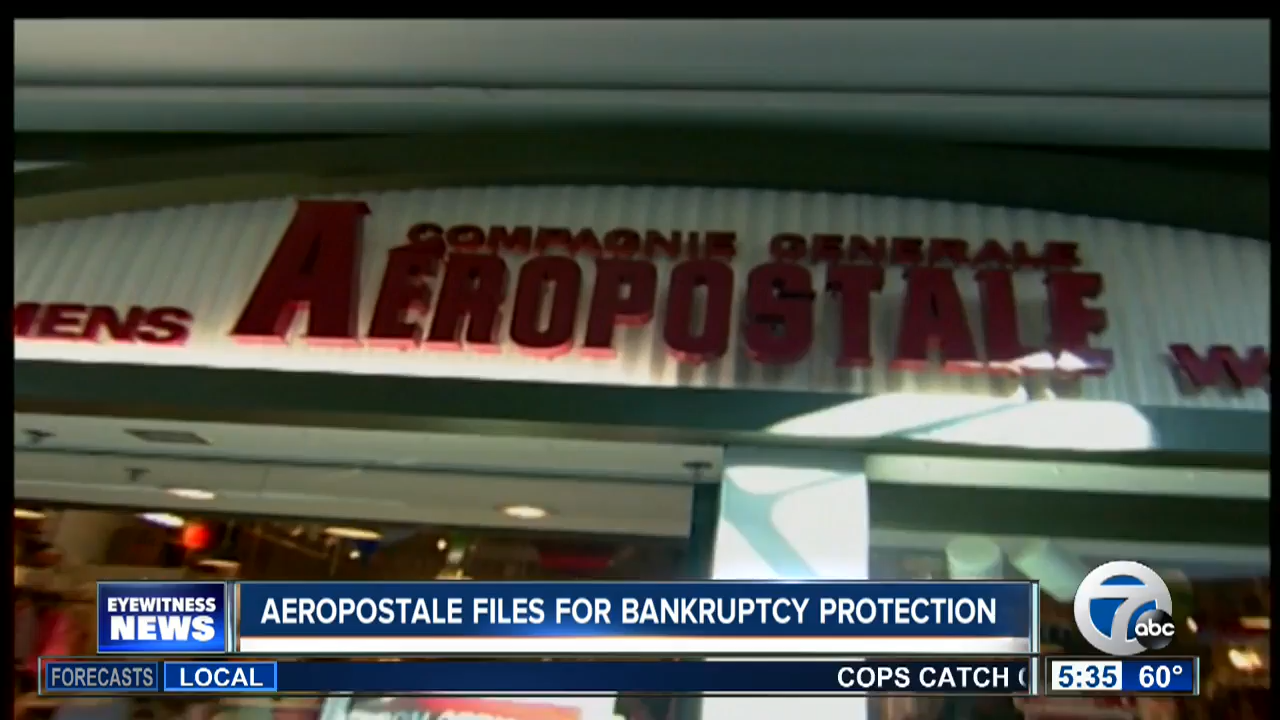 COMPAGNIE GENERALE
MENS AEROPOSTALE
EYEWITNESS
NEWS
AEROPOSTALE FILES FOR BANKRUPTCY PROTECTION
7
abc
FORECASTS LOCAL COPS CATCH 5:35 60°